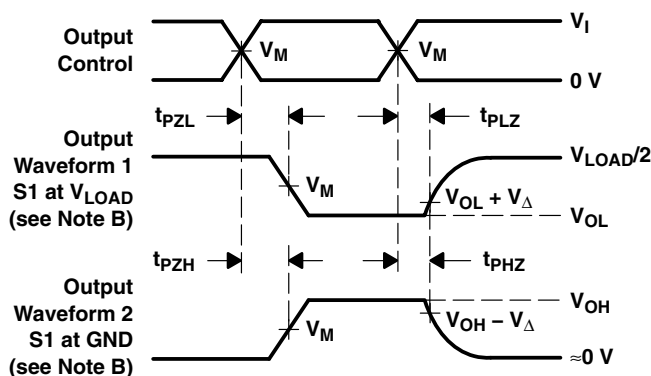 Output
Control
V_M
V_M
V_I
0 V
t_PZL
t_PLZ
Output
Waveform 1
S1 at V_LOAD
(see Note B)
V_M
V_LOAD/2
V_OL + V_Δ
V_OL
t_PZH
t_PHZ
Output
Waveform 2
S1 at GND
(see Note B)
V_M
V_OH
V_OH − V_Δ
≈0 V